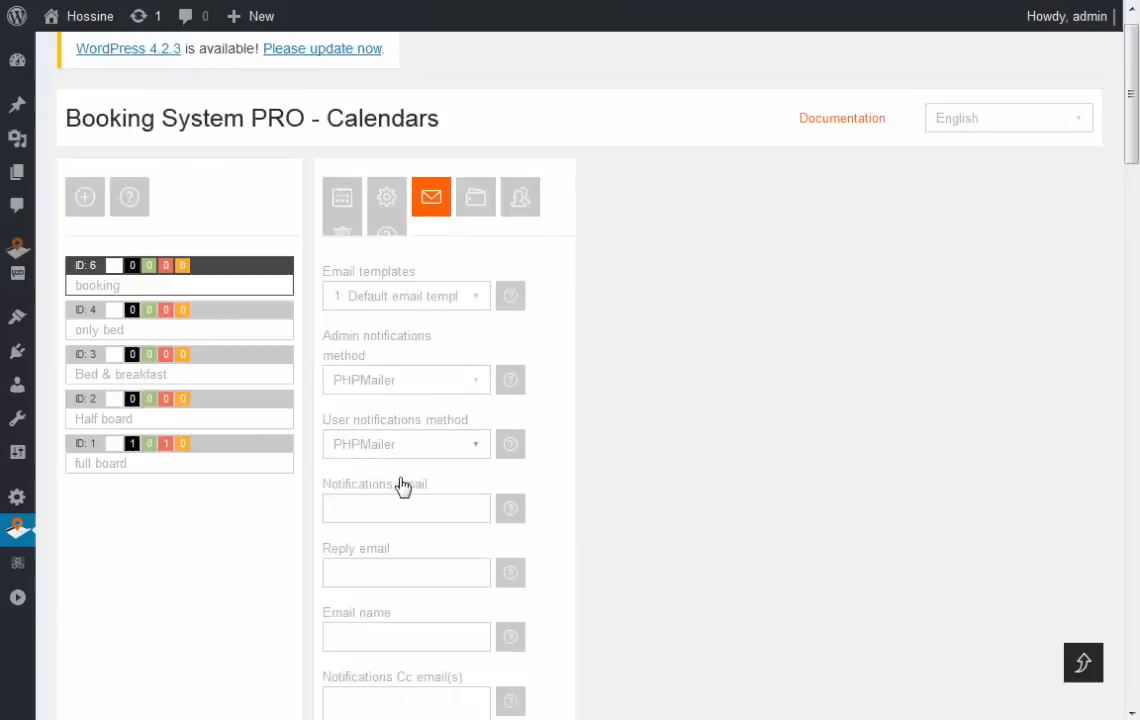 Hossine 1 0 New Howdy, admin
WordPress 4.2.3 is available! Please update now.
Booking System PRO - Calendars
Documentation
English
ID: 6 0 0 0 0
booking
ID: 4 0 0 0 0
only bed
ID: 3 0 0 0 0
Bed & breakfast
ID: 2 0 0 0 0
Half board
ID: 1 1 0 1 0
full board
Email templates
1: Default email templ
Admin notifications
method
PHPMailer
User notifications method
PHPMailer
Notifications email
Reply email
Email name
Notifications Cc email(s)